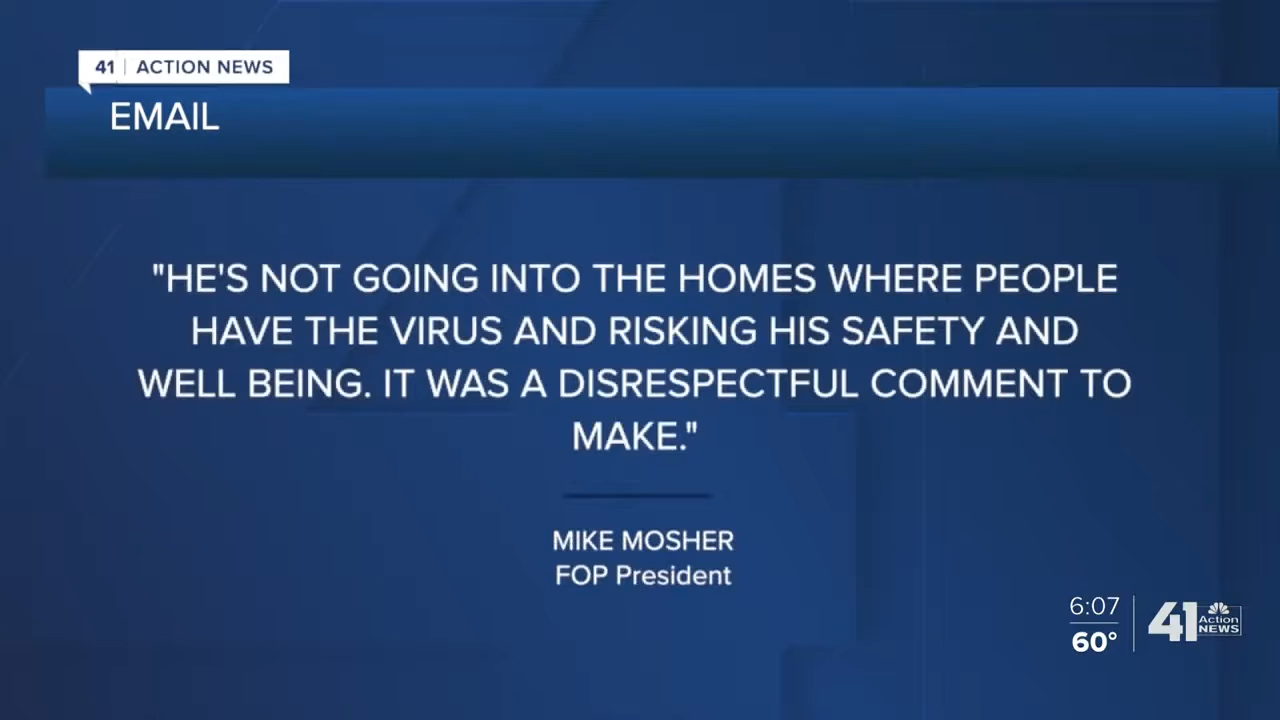 41 | ACTION NEWS
EMAIL
"HE'S NOT GOING INTO THE HOMES WHERE PEOPLE
HAVE THE VIRUS AND RISKING HIS SAFETY AND
WELL BEING. IT WAS A DISRESPECTFUL COMMENT TO
MAKE."
MIKE MOSHER
FOP President
6:07
60°
41 Action
NEWS